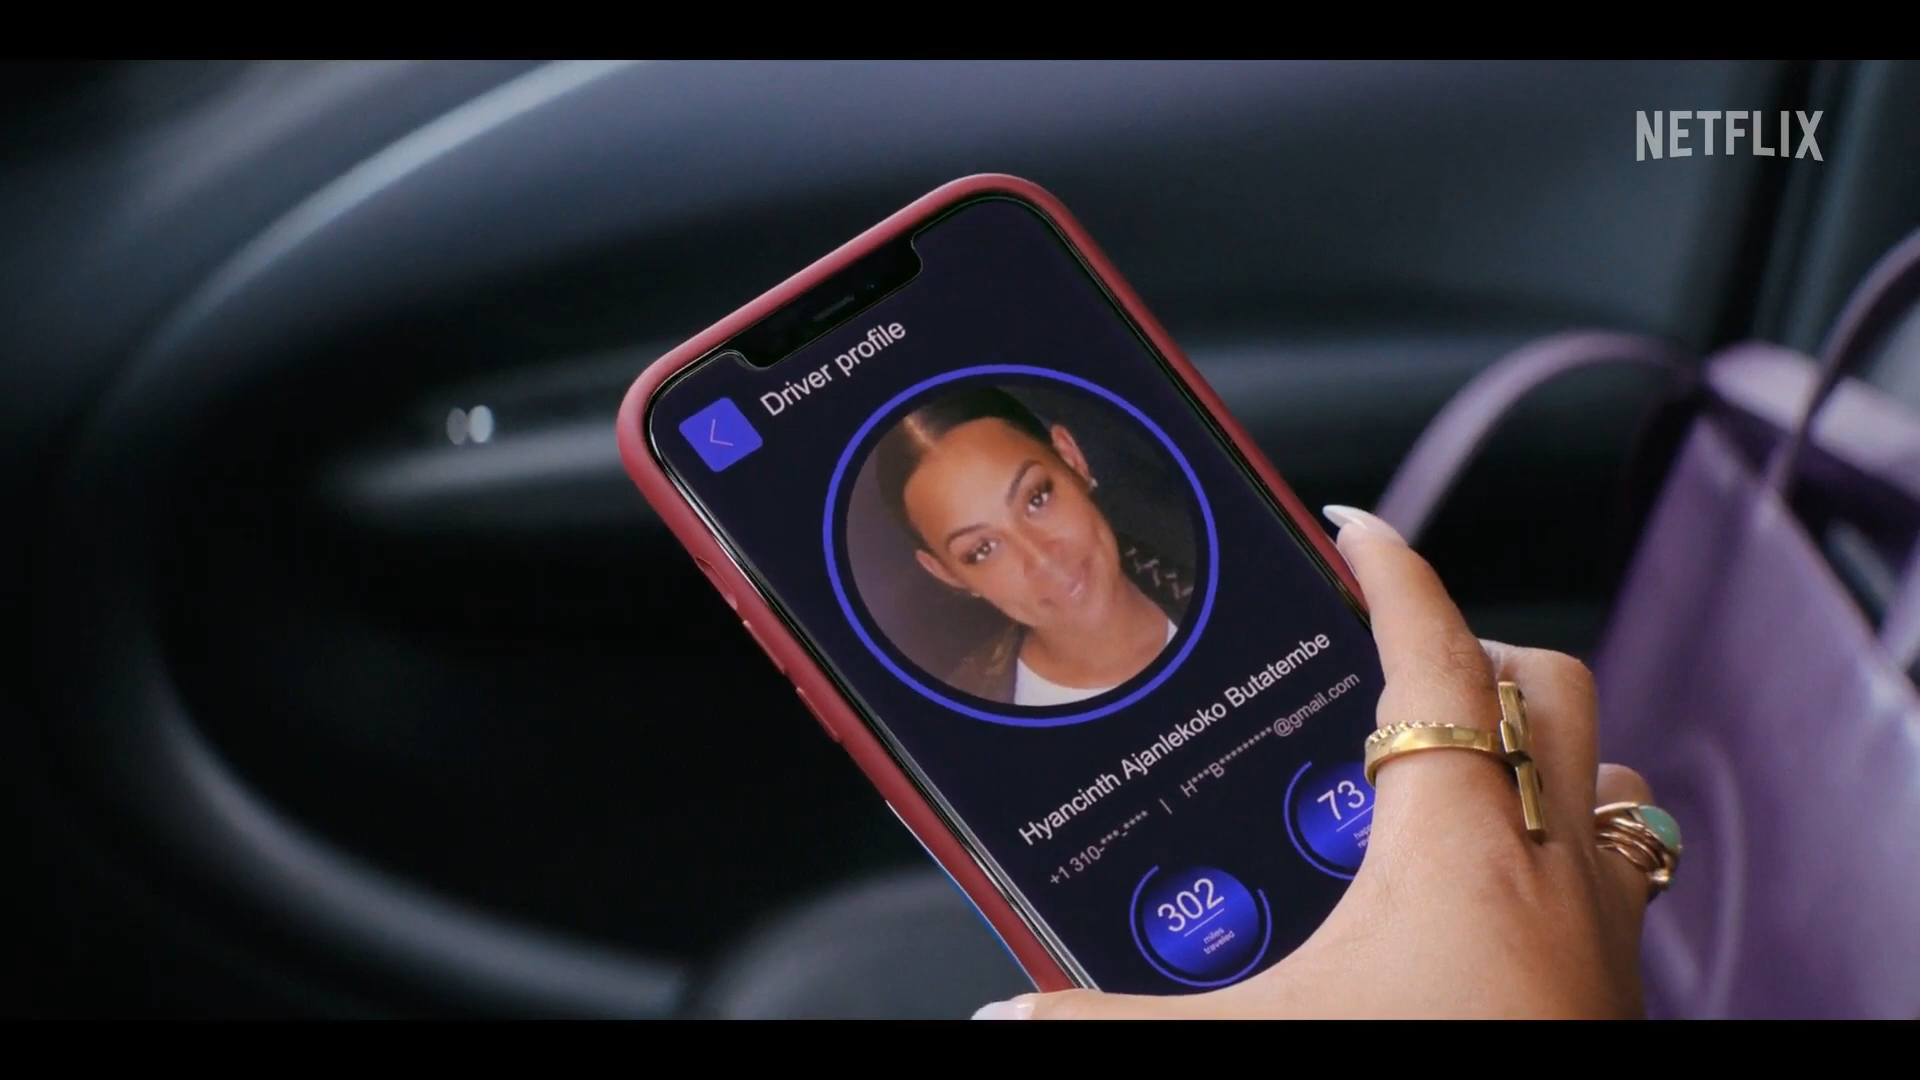 NETFLIX
Driver profile
Hyancinth Ajanlekoko Butatembe
+1 310-***-**** | H***B*********@gmail.com
73
302
miles
traveled